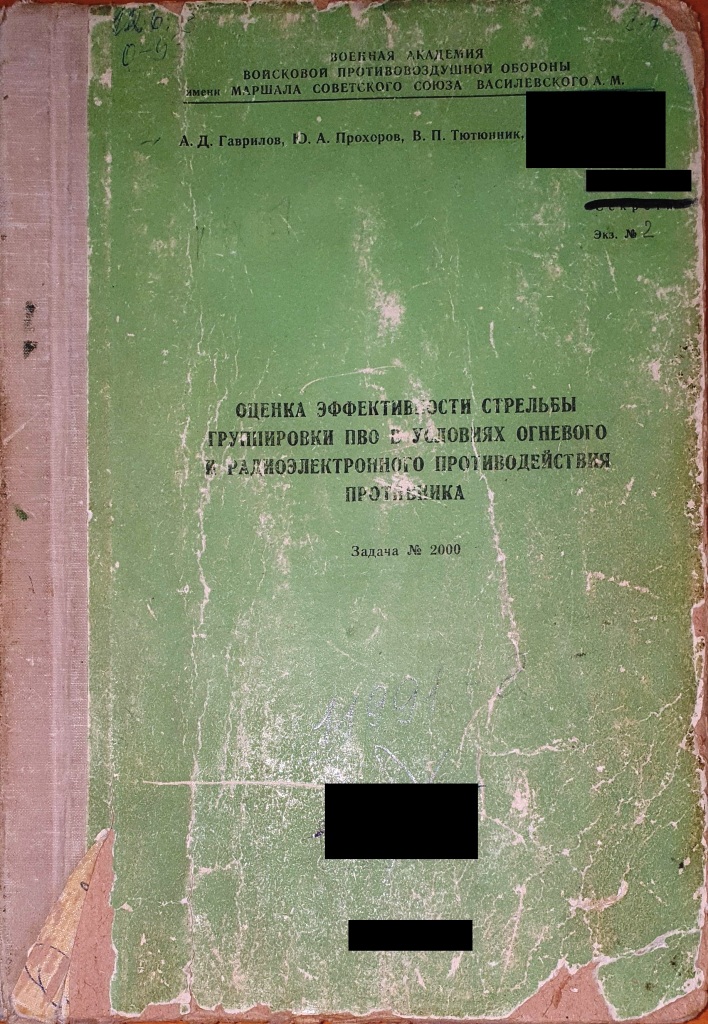 ВОЕННАЯ АКАДЕМИЯ
ВОЙСКОВОЙ ПРОТИВОВОЗДУШНОЙ ОБОРОНЫ
имени МАРШАЛА СОВЕТСКОГО СОЮЗА ВАСИЛЕВСКОГО А. М.
А. Д. Гаврилов, Ю. А. Прохоров, В. П. Тютюнник,
Экз. № 2
ОЦЕНКА ЭФФЕКТИВНОСТИ СТРЕЛЬБЫ
ГРУППИРОВКИ ПВО В УСЛОВИЯХ ОГНЕВОГО
И РАДИОЭЛЕКТРОННОГО ПРОТИВОДЕЙСТВИЯ
ПРОТИВНИКА
Задача № 2000